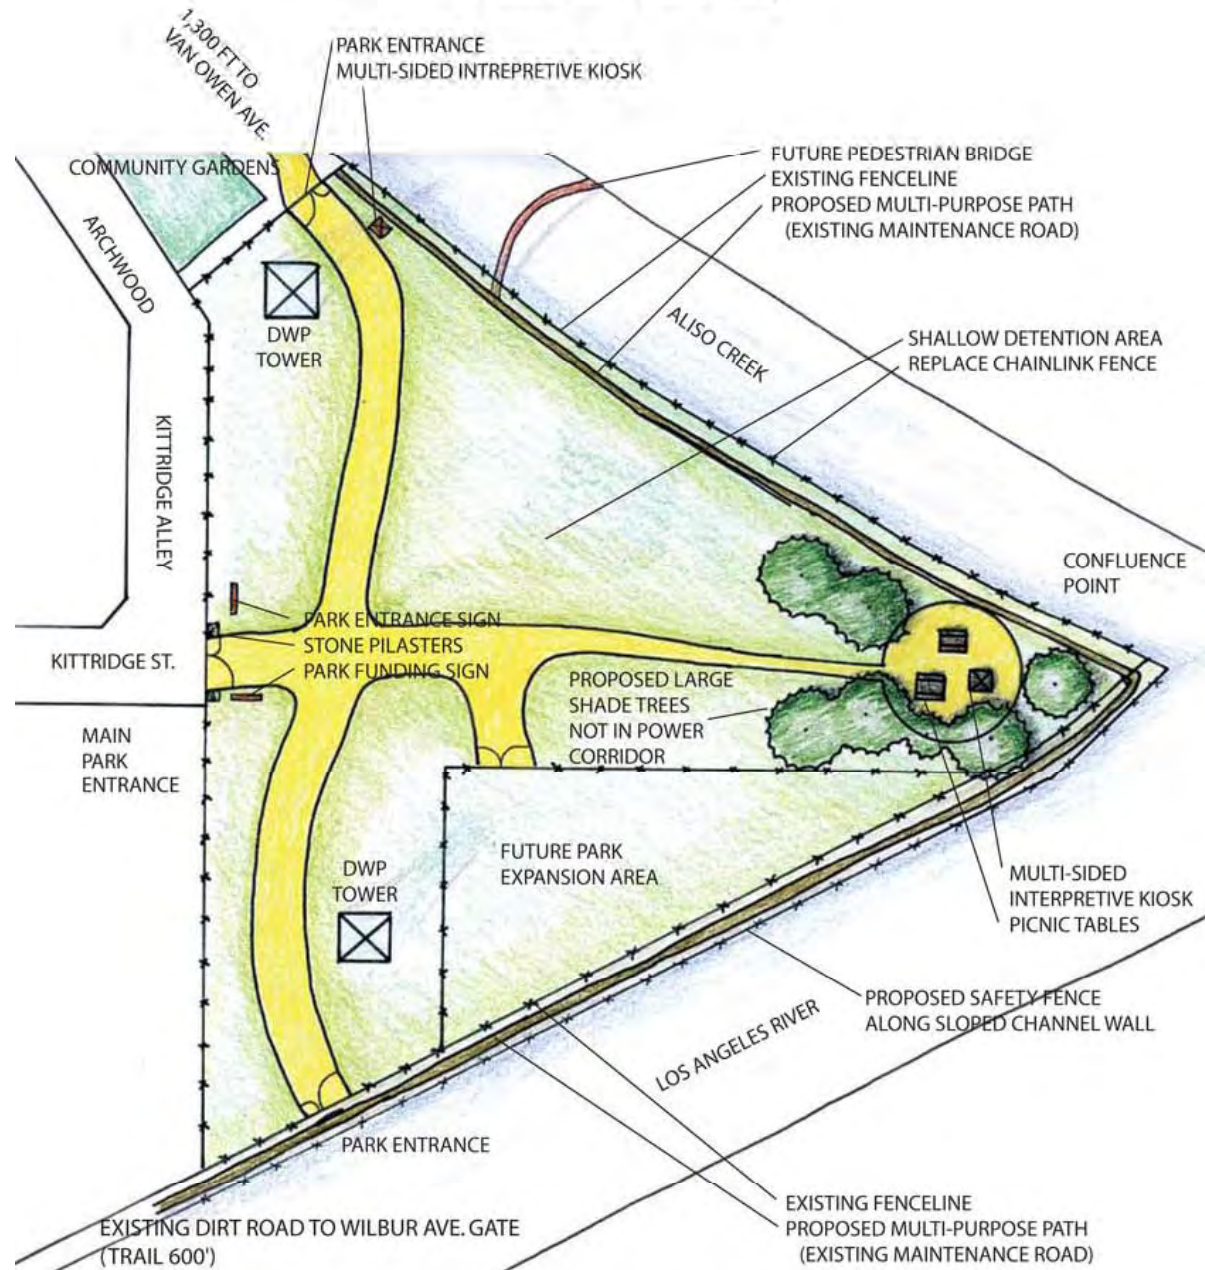 1,300 FT TO
VAN OWEN AVE.
PARK ENTRANCE
MULTI-SIDED INTREPRETIVE KIOSK
COMMUNITY GARDENS
FUTURE PEDESTRIAN BRIDGE
EXISTING FENCELINE
PROPOSED MULTI-PURPOSE PATH
(EXISTING MAINTENANCE ROAD)
ARCHWOOD
DWP
TOWER
ALISO CREEK
SHALLOW DETENTION AREA
REPLACE CHAINLINK FENCE
KITTRIDGE ALLEY
CONFLUENCE
POINT
PARK ENTRANCE SIGN
STONE PILASTERS
PARK FUNDING SIGN
KITTRIDGE ST.
PROPOSED LARGE
SHADE TREES
NOT IN POWER
CORRIDOR
MAIN
PARK
ENTRANCE
DWP
TOWER
FUTURE PARK
EXPANSION AREA
MULTI-SIDED
INTERPRETIVE KIOSK
PICNIC TABLES
PROPOSED SAFETY FENCE
ALONG SLOPED CHANNEL WALL
LOS ANGELES RIVER
PARK ENTRANCE
EXISTING DIRT ROAD TO WILBUR AVE. GATE
(TRAIL 600')
EXISTING FENCELINE
PROPOSED MULTI-PURPOSE PATH
(EXISTING MAINTENANCE ROAD)